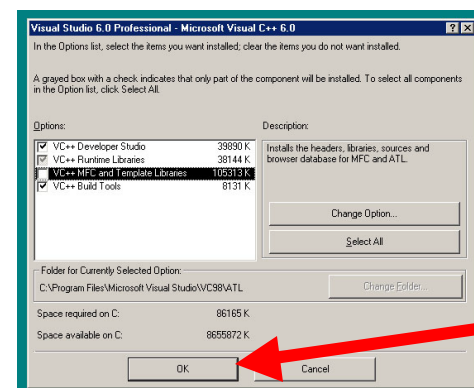 Visual Studio 6.0 Professional - Microsoft Visual C++ 6.0
In the Options list, select the items you want installed; clear the items you do not want installed.
A grayed box with a check indicates that only part of the component will be installed. To select all components
in the Option list, click Select All.
Options:
Description:
VC++ Developer Studio 39890 K
VC++ Runtime Libraries 38144 K
VC++ MFC and Template Libraries 105313 K
VC++ Build Tools 8131 K
Installs the headers, libraries, sources and
browser database for MFC and ATL.
Change Option...
Select All
Folder for Currently Selected Option:
C:\Program Files\Microsoft Visual Studio\VC98\ATL
Change Folder...
Space required on C: 86165 K
Space available on C: 8655872 K
OK
Cancel